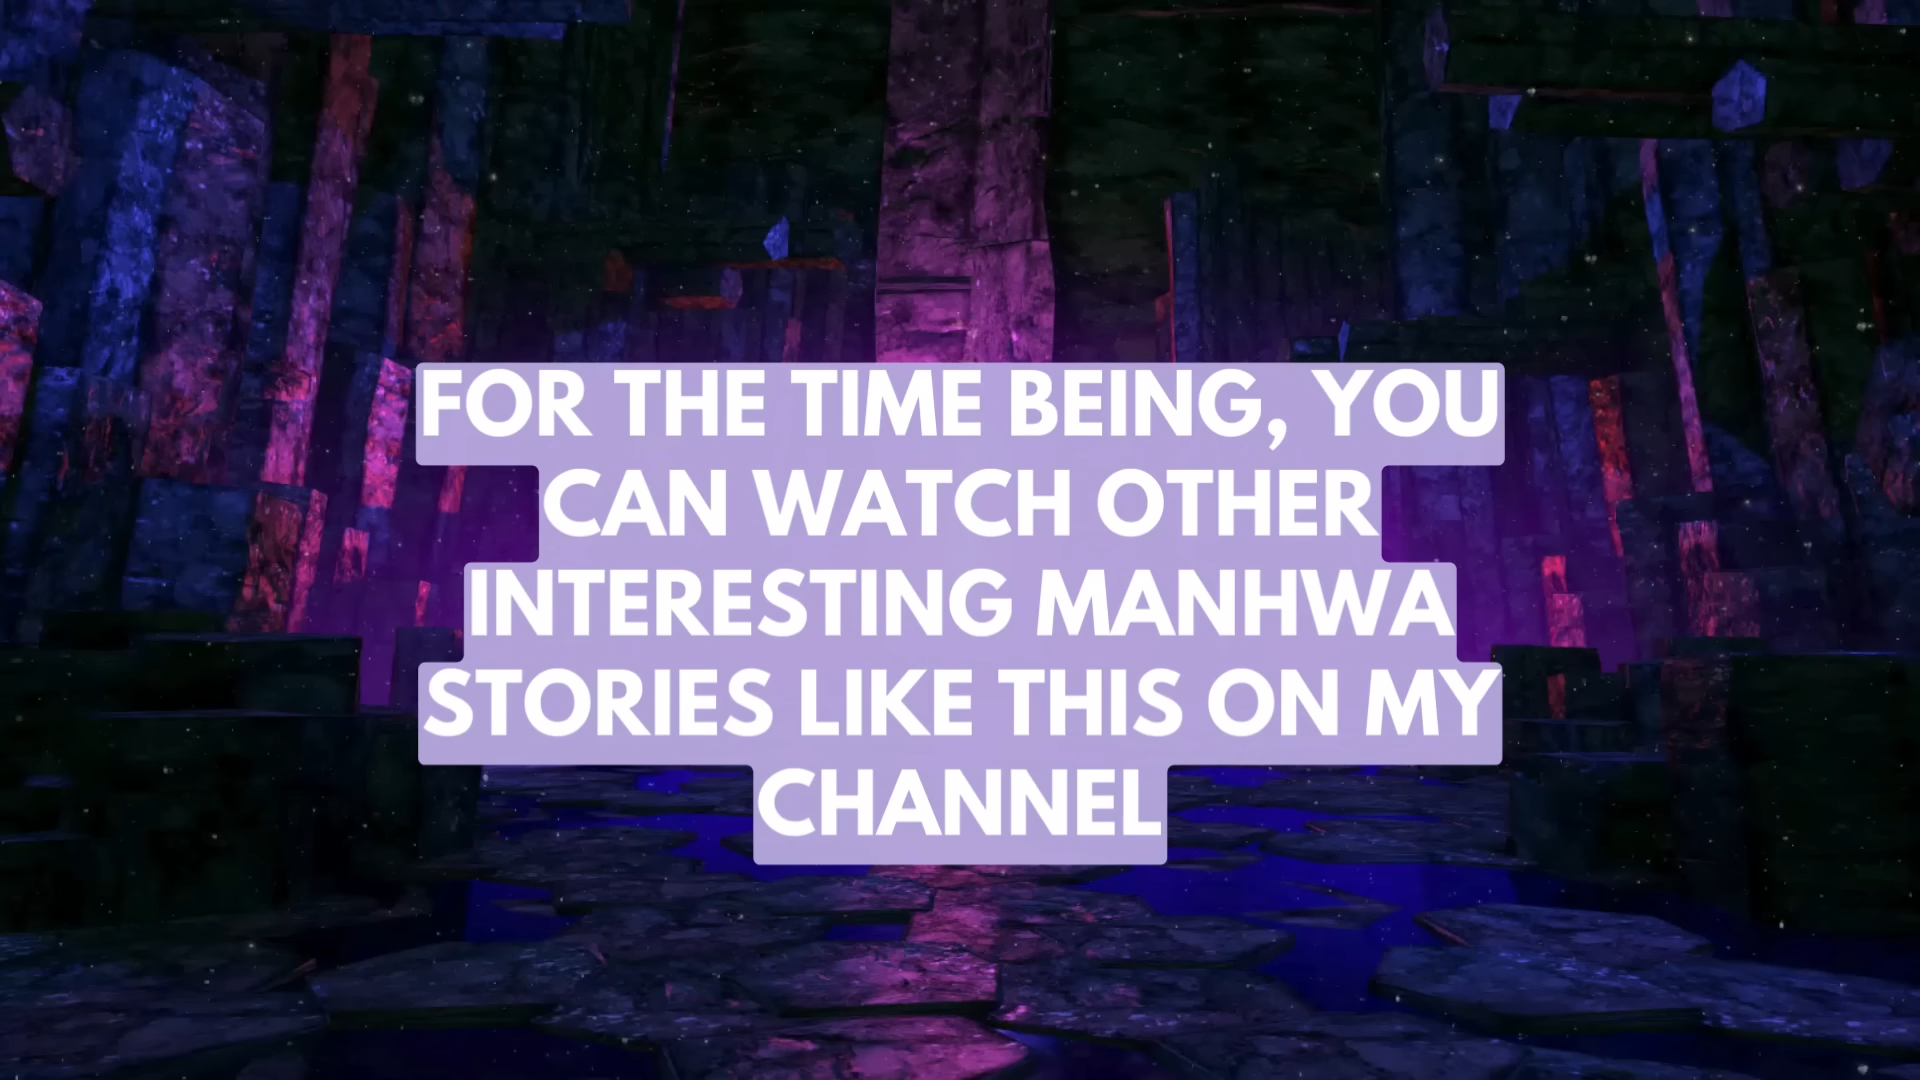 FOR THE TIME BEING, YOU
CAN WATCH OTHER
INTERESTING MANHWA
STORIES LIKE THIS ON MY
CHANNEL